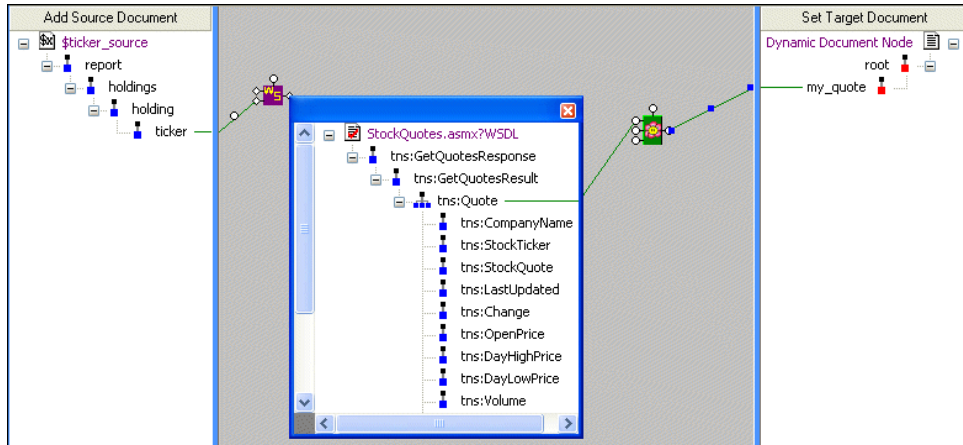 Add Source Document
$ticker_source
report
holdings
holding
ticker
WS
StockQuotes.asmx?WSDL
tns:GetQuotesResponse
tns:GetQuotesResult
tns:Quote
tns:CompanyName
tns:StockTicker
tns:StockQuote
tns:LastUpdated
tns:Change
tns:OpenPrice
tns:DayHighPrice
tns:DayLowPrice
tns:Volume
Set Target Document
Dynamic Document Node
root
my_quote